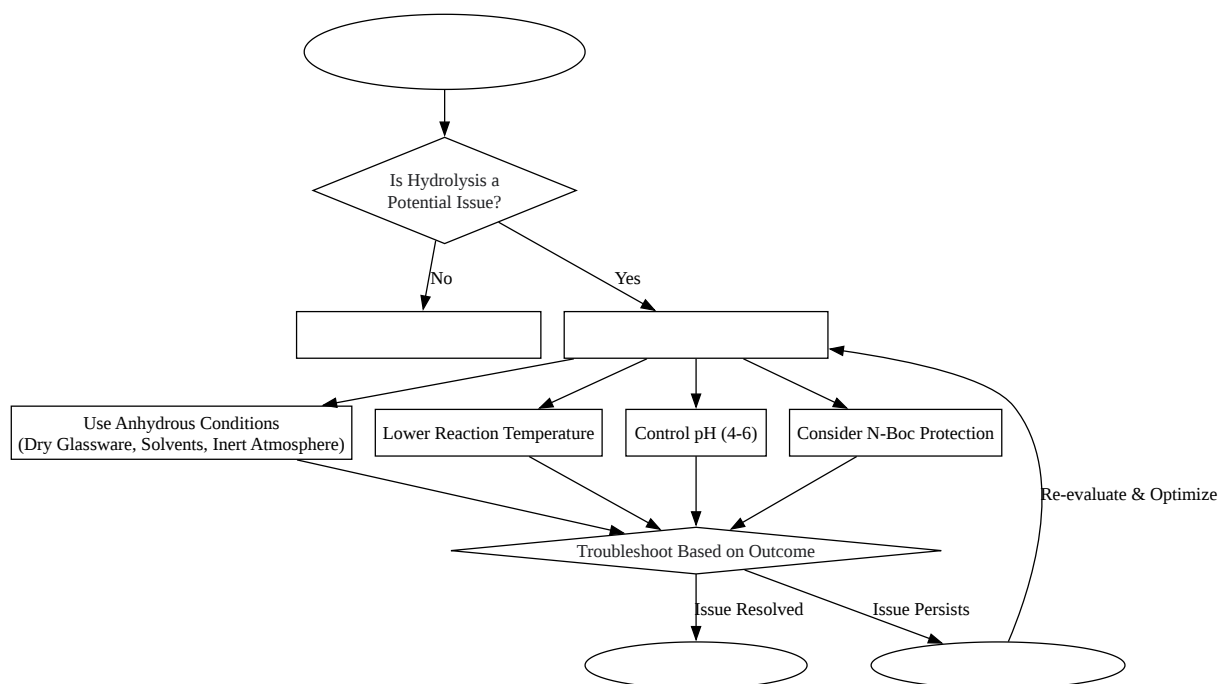 Is Hydrolysis a
Potential Issue?
No
Yes
Use Anhydrous Conditions
(Dry Glassware, Solvents, Inert Atmosphere)
Lower Reaction Temperature
Control pH (4-6)
Consider N-Boc Protection
Re-evaluate & Optimize
Troubleshoot Based on Outcome
Issue Resolved
Issue Persists